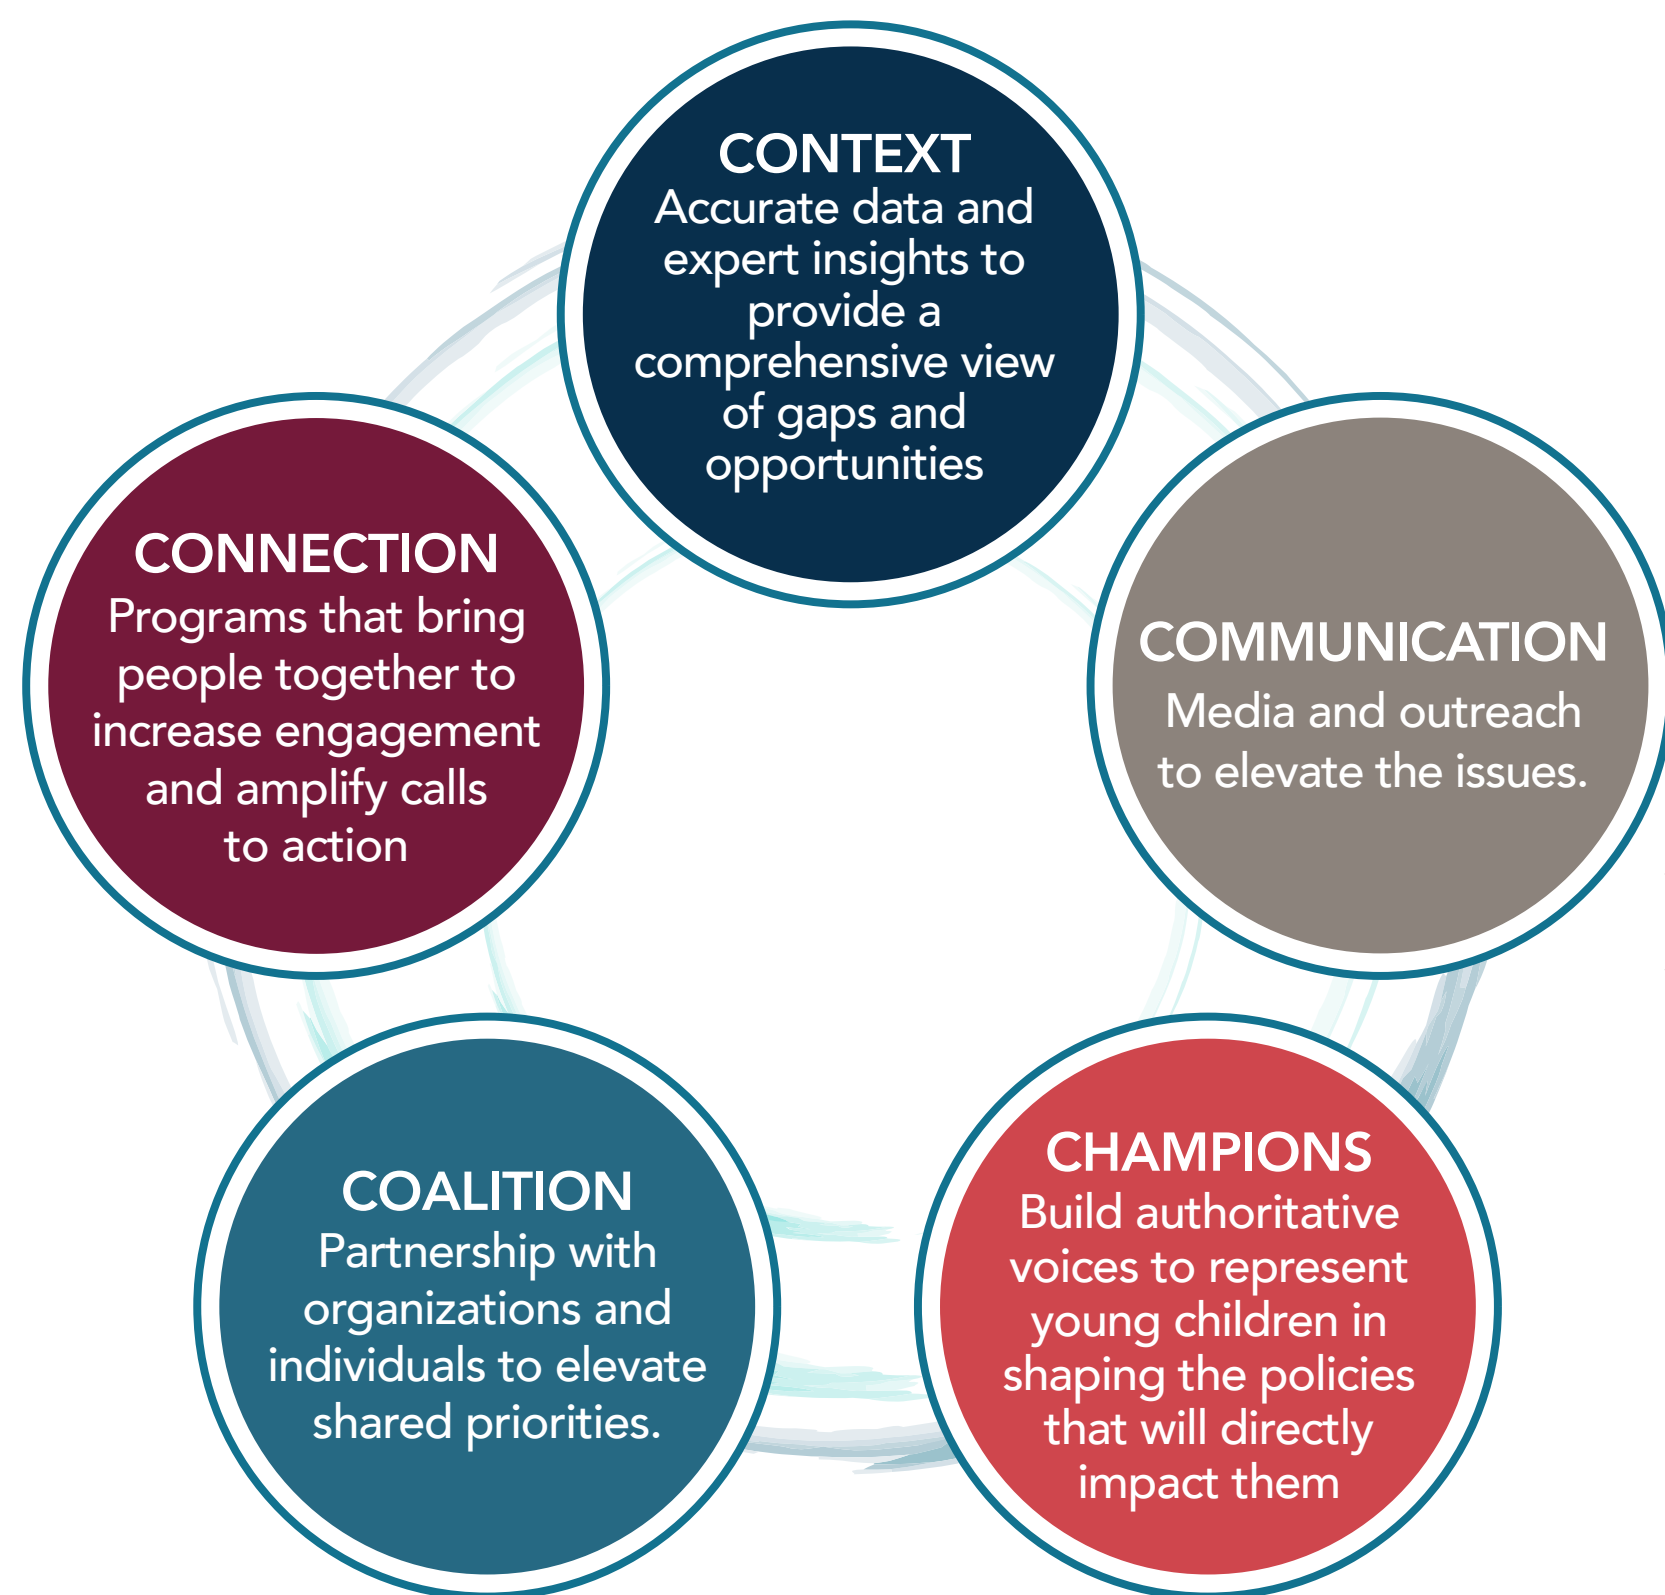 CONTEXT
Accurate data and
expert insights to
provide a
comprehensive view
of gaps and
opportunities
CONNECTION
Programs that bring
people together to
increase engagement
and amplify calls
to action
COMMUNICATION
Media and outreach
to elevate the issues.
COALITION
Partnership with
organizations and
individuals to elevate
shared priorities.
CHAMPIONS
Build authoritative
voices to represent
young children in
shaping the policies
that will directly
impact them